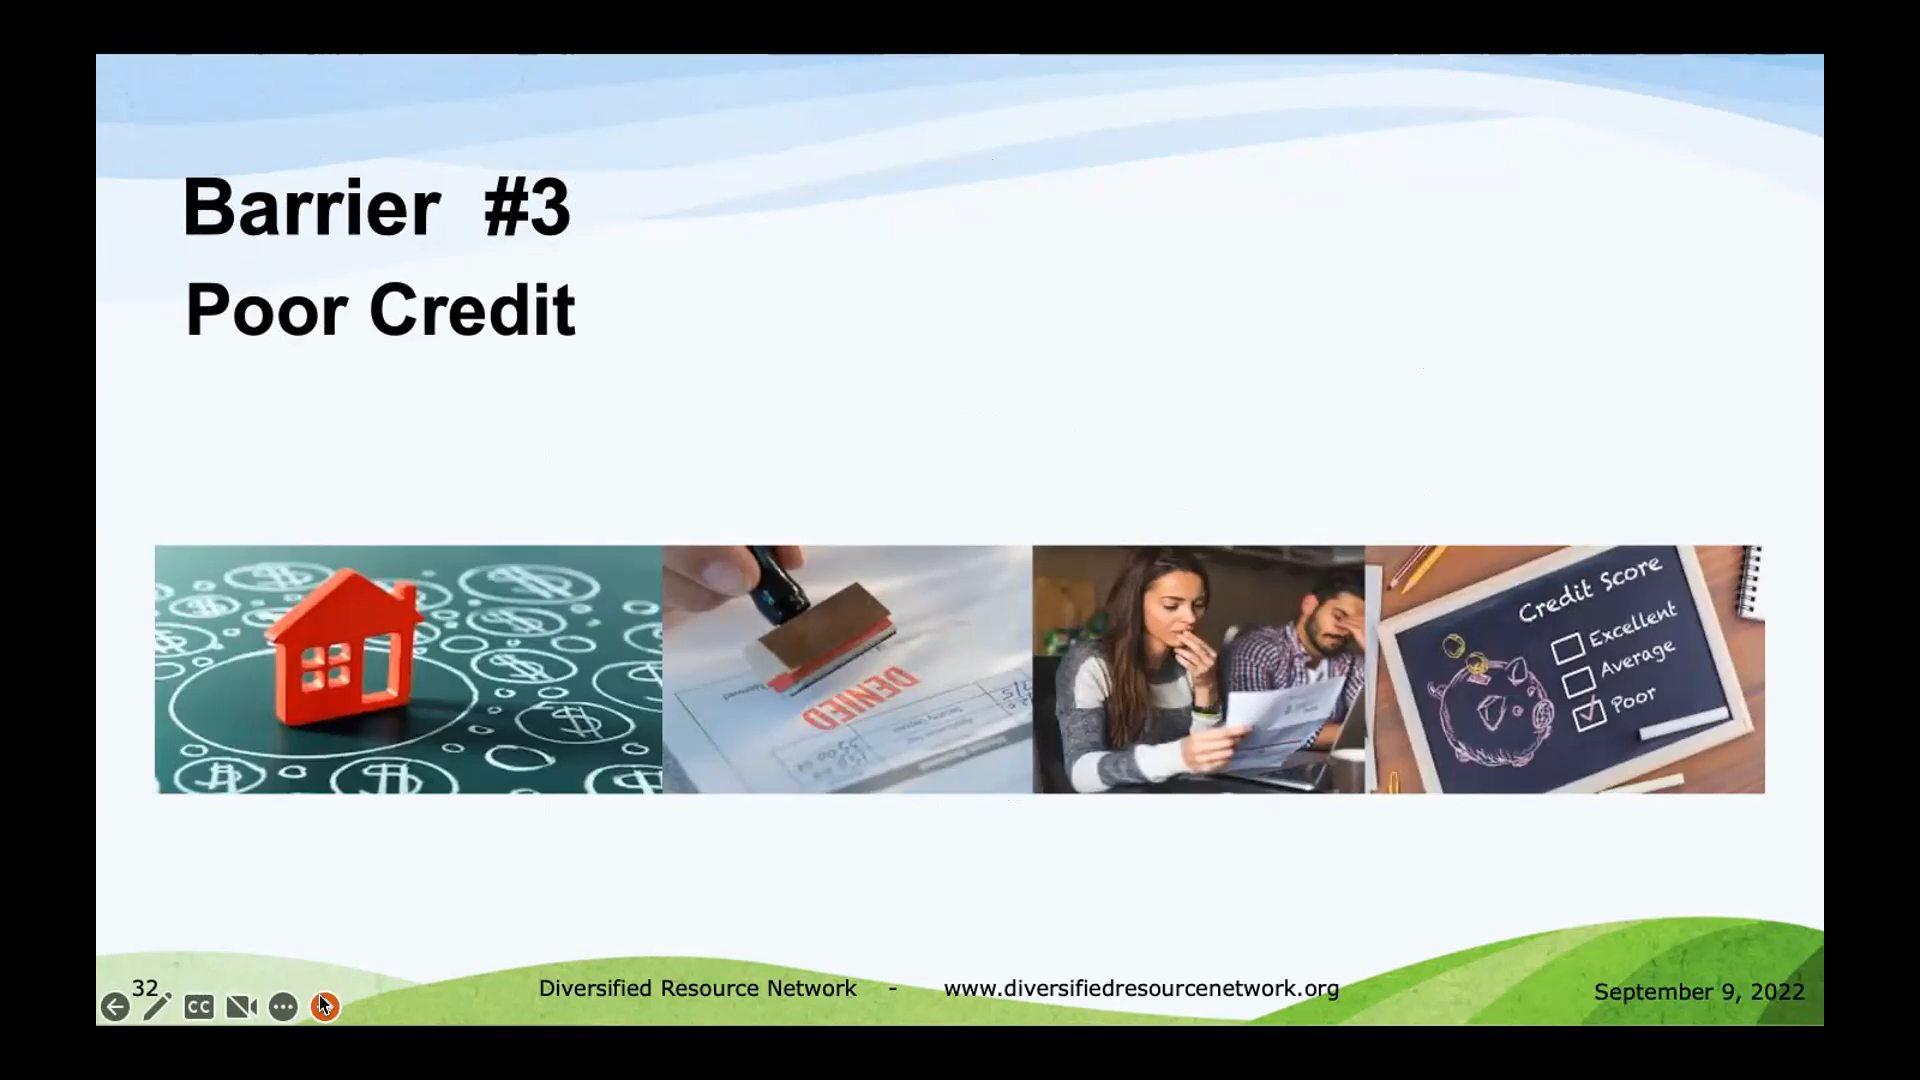 Barrier #3
Poor Credit
DENIED
Credit Score
Excellent
Average
Poor
32
CC
Diversified Resource Network - www.diversifiedresourcenetwork.org
September 9, 2022